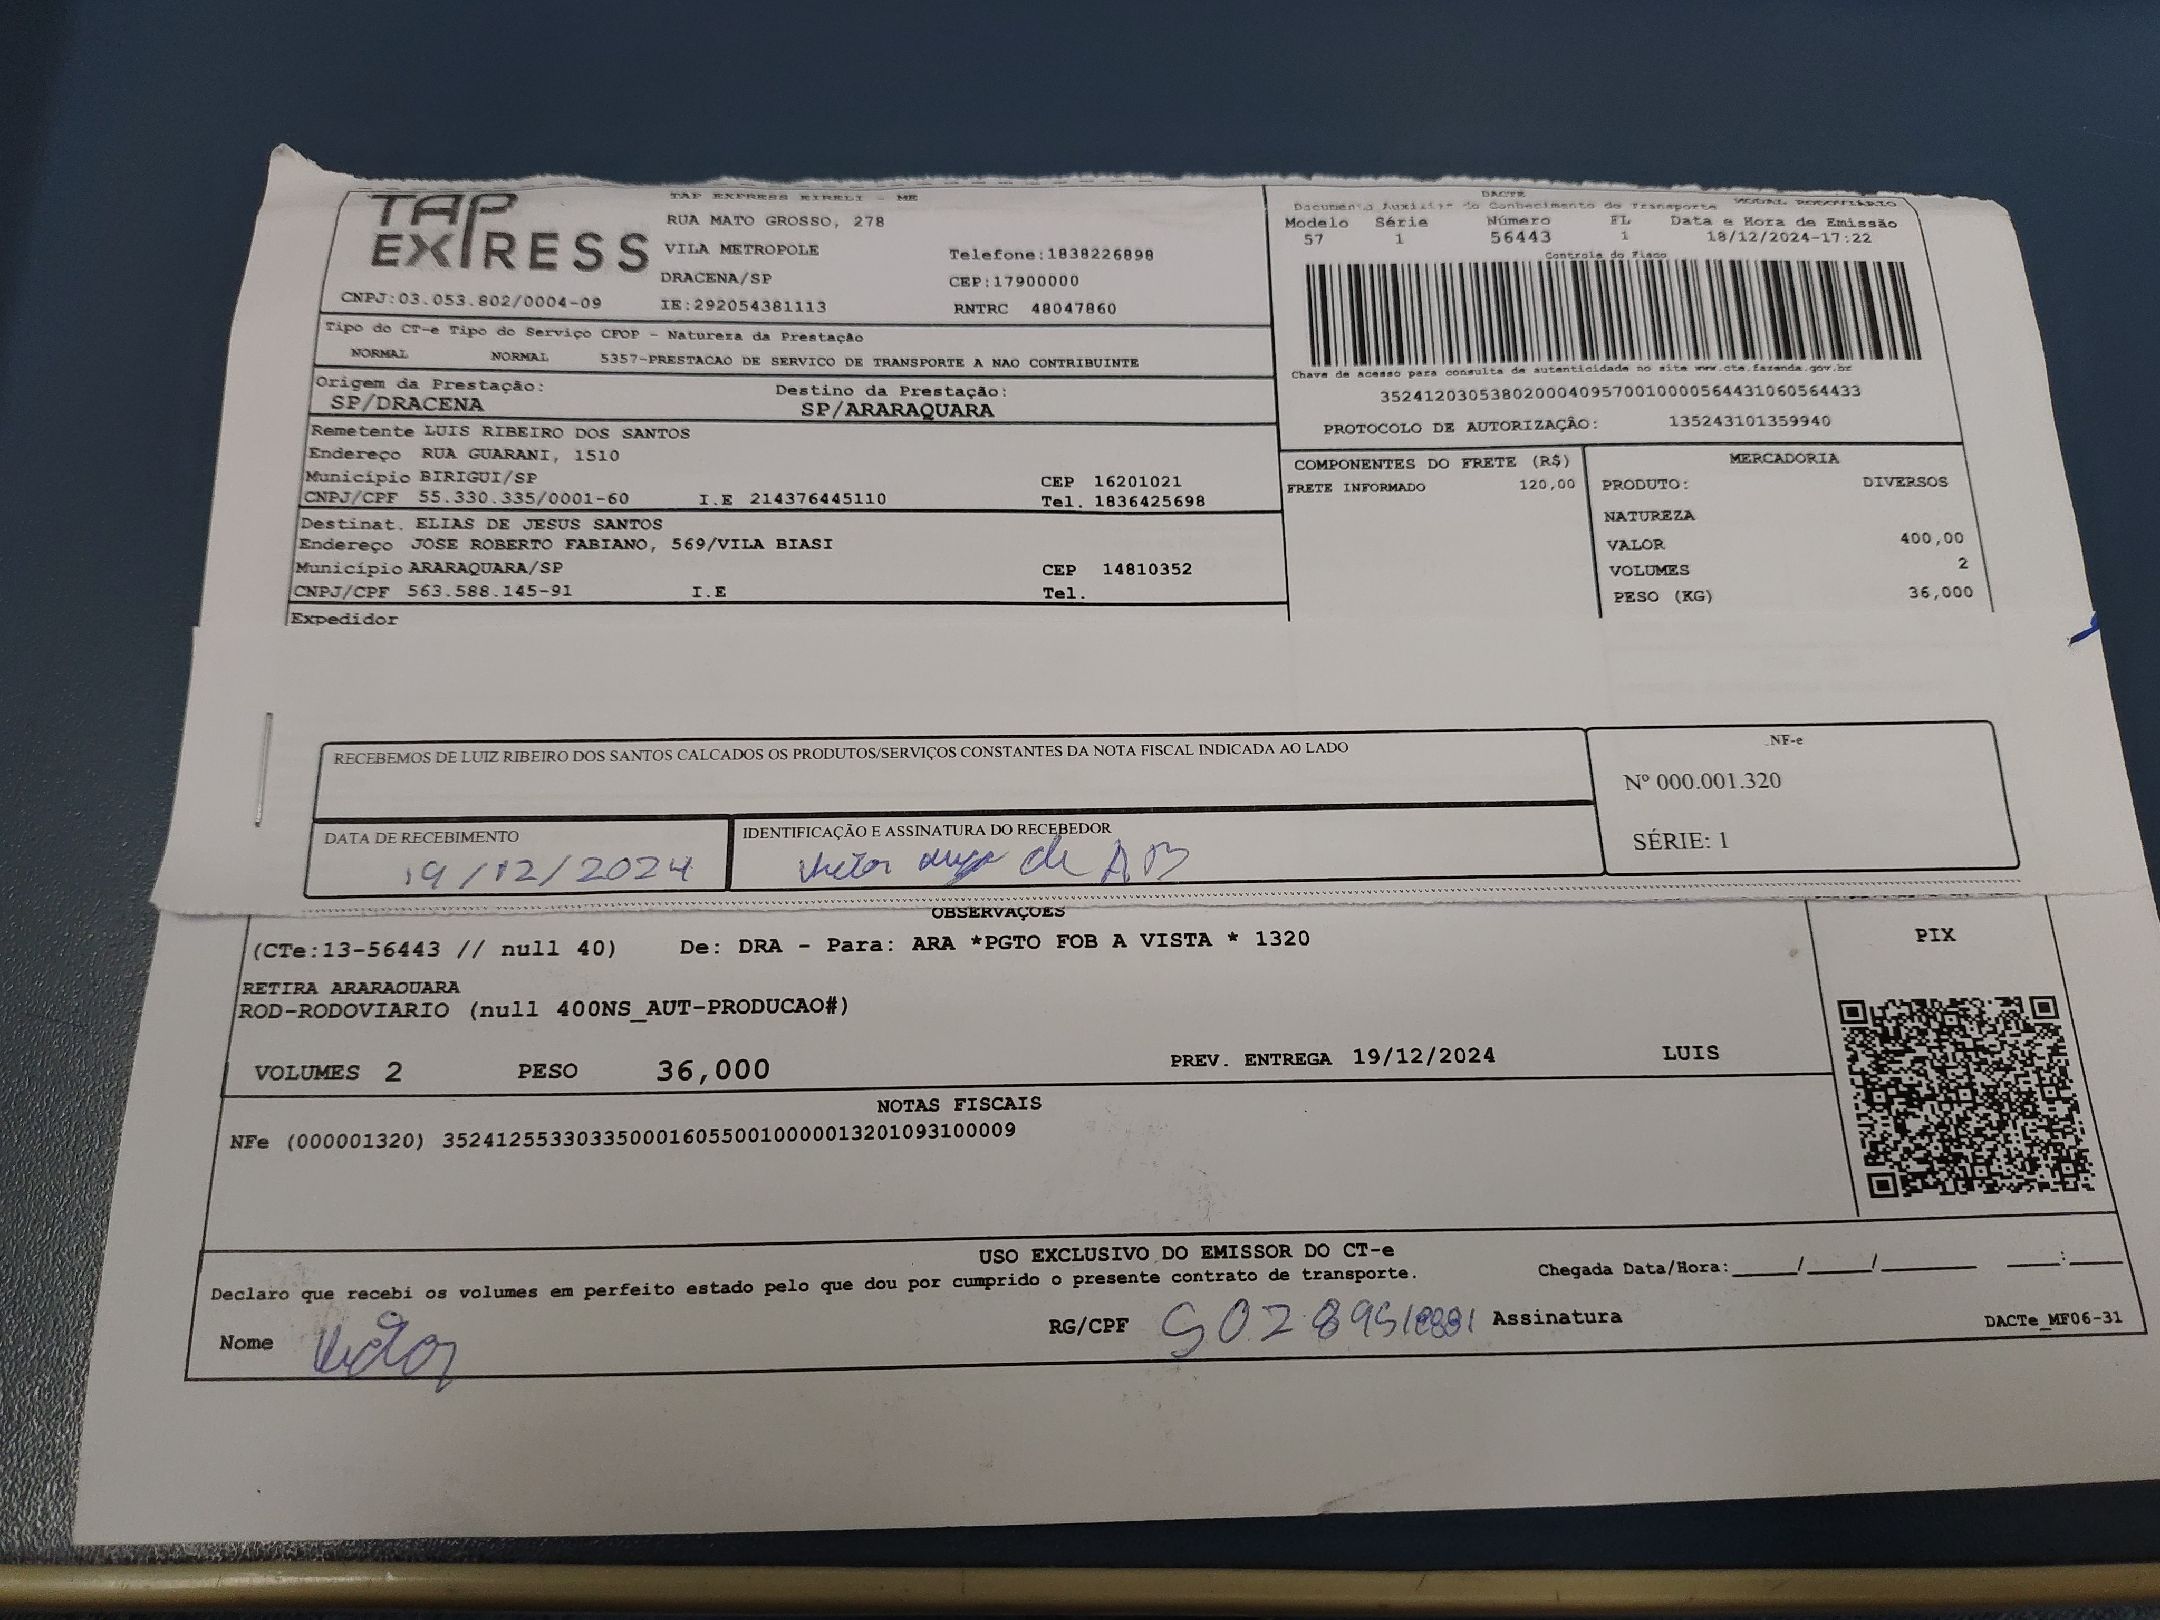 TAP EXPRESS
TAP EXPRESS EIRELI - ME
RUA MATO GROSSO, 278
VILA METROPOLE Telefone:1838226898
DRACENA/SP CEP:17900000
CNPJ:03.053.802/0004-09 IE:292054381113 RNTRC 48047860
DACTE
Documento Auxiliar do Conhecimento de Transporte MODAL RODOVIÁRIO
Modelo Série Número FL Data e Hora de Emissão
57 1 56443 1 18/12/2024-17:22
Controle do Fisco
Chave de acesso para consulta de autenticidade no site www.cte.fazenda.gov.br
35241203053802000409570010000564431060564433
PROTOCOLO DE AUTORIZAÇÃO: 135243101359940
Tipo do CT-e Tipo do Serviço CFOP - Natureza da Prestação
NORMAL NORMAL 5357-PRESTACAO DE SERVICO DE TRANSPORTE A NAO CONTRIBUINTE
Origem da Prestação: Destino da Prestação:
SP/DRACENA SP/ARARAQUARA
Remetente LUIS RIBEIRO DOS SANTOS
Endereço RUA GUARANI, 1510
Município BIRIGUI/SP CEP 16201021
CNPJ/CPF 55.330.335/0001-60 I.E 214376445110 Tel. 1836425698
Destinat. ELIAS DE JESUS SANTOS
Endereço JOSE ROBERTO FABIANO, 569/VILA BIASI
Município ARARAQUARA/SP CEP 14810352
CNPJ/CPF 563.588.145-91 I.E Tel.
Expedidor
COMPONENTES DO FRETE (R$)
FRETE INFORMADO 120,00
MERCADORIA
PRODUTO: DIVERSOS
NATUREZA
VALOR 400,00
VOLUMES 2
PESO (KG) 36,000
RECEBEMOS DE LUIZ RIBEIRO DOS SANTOS CALCADOS OS PRODUTOS/SERVIÇOS CONSTANTES DA NOTA FISCAL INDICADA AO LADO
NF-e
Nº 000.001.320
SÉRIE: 1
DATA DE RECEBIMENTO
19/12/2024
IDENTIFICAÇÃO E ASSINATURA DO RECEBEDOR
Victor Hugo de
OBSERVAÇOES
(CTe:13-56443 // null 40) De: DRA - Para: ARA *PGTO FOB A VISTA * 1320
RETIRA ARARAQUARA
ROD-RODOVIARIO (null 400NS_AUT-PRODUCAO#)
VOLUMES 2 PESO 36,000 PREV. ENTREGA 19/12/2024 LUIS
PIX
NOTAS FISCAIS
NFe (000001320) 35241255330335000160550010000013201093100009
USO EXCLUSIVO DO EMISSOR DO CT-e
Declaro que recebi os volumes em perfeito estado pelo que dou por cumprido o presente contrato de transporte. Chegada Data/Hora:_____/_____/_______ ____:____
Nome Victor RG/CPF Assinatura
DACTe_MF06-31